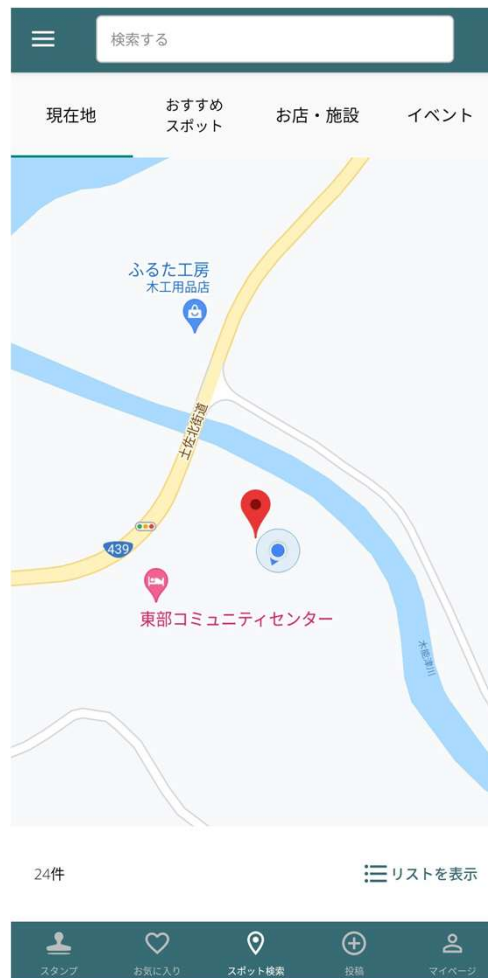 検索する
現在地
おすすめ
スポット
お店・施設
イベント
ふるた工房
木工用品店
土佐北街道
439
東部コミュニティセンター
木能津川
24件
リストを表示
スタンプ
お気に入り
スポット検索
投稿
マイページ